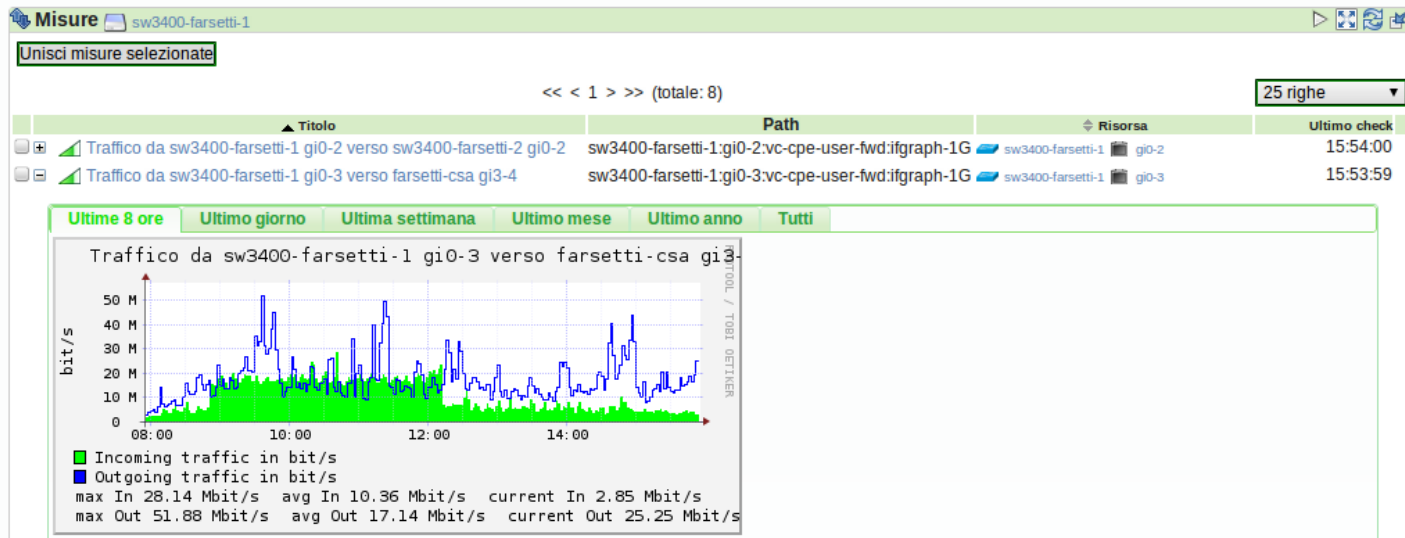 Misure sw3400-farsetti-1
Unisci misure selezionate
<< < 1 > >> (totale: 8)
25 righe
Titolo Path Risorsa Ultimo check
Traffico da sw3400-farsetti-1 gi0-2 verso sw3400-farsetti-2 gi0-2 sw3400-farsetti-1:gi0-2:vc-cpe-user-fwd:ifgraph-1G sw3400-farsetti-1 gi0-2 15:54:00
Traffico da sw3400-farsetti-1 gi0-3 verso farsetti-csa gi3-4 sw3400-farsetti-1:gi0-3:vc-cpe-user-fwd:ifgraph-1G sw3400-farsetti-1 gi0-3 15:53:59
Ultime 8 ore Ultimo giorno Ultima settimana Ultimo mese Ultimo anno Tutti
Traffico da sw3400-farsetti-1 gi0-3 verso farsetti-csa gi3-
TOOL / TOBI OETIKER
bit/s
50 M
40 M
30 M
20 M
10 M
0
08:00 10:00 12:00 14:00
Incoming traffic in bit/s
Outgoing traffic in bit/s
max In 28.14 Mbit/s avg In 10.36 Mbit/s current In 2.85 Mbit/s
max Out 51.88 Mbit/s avg Out 17.14 Mbit/s current Out 25.25 Mbit/s